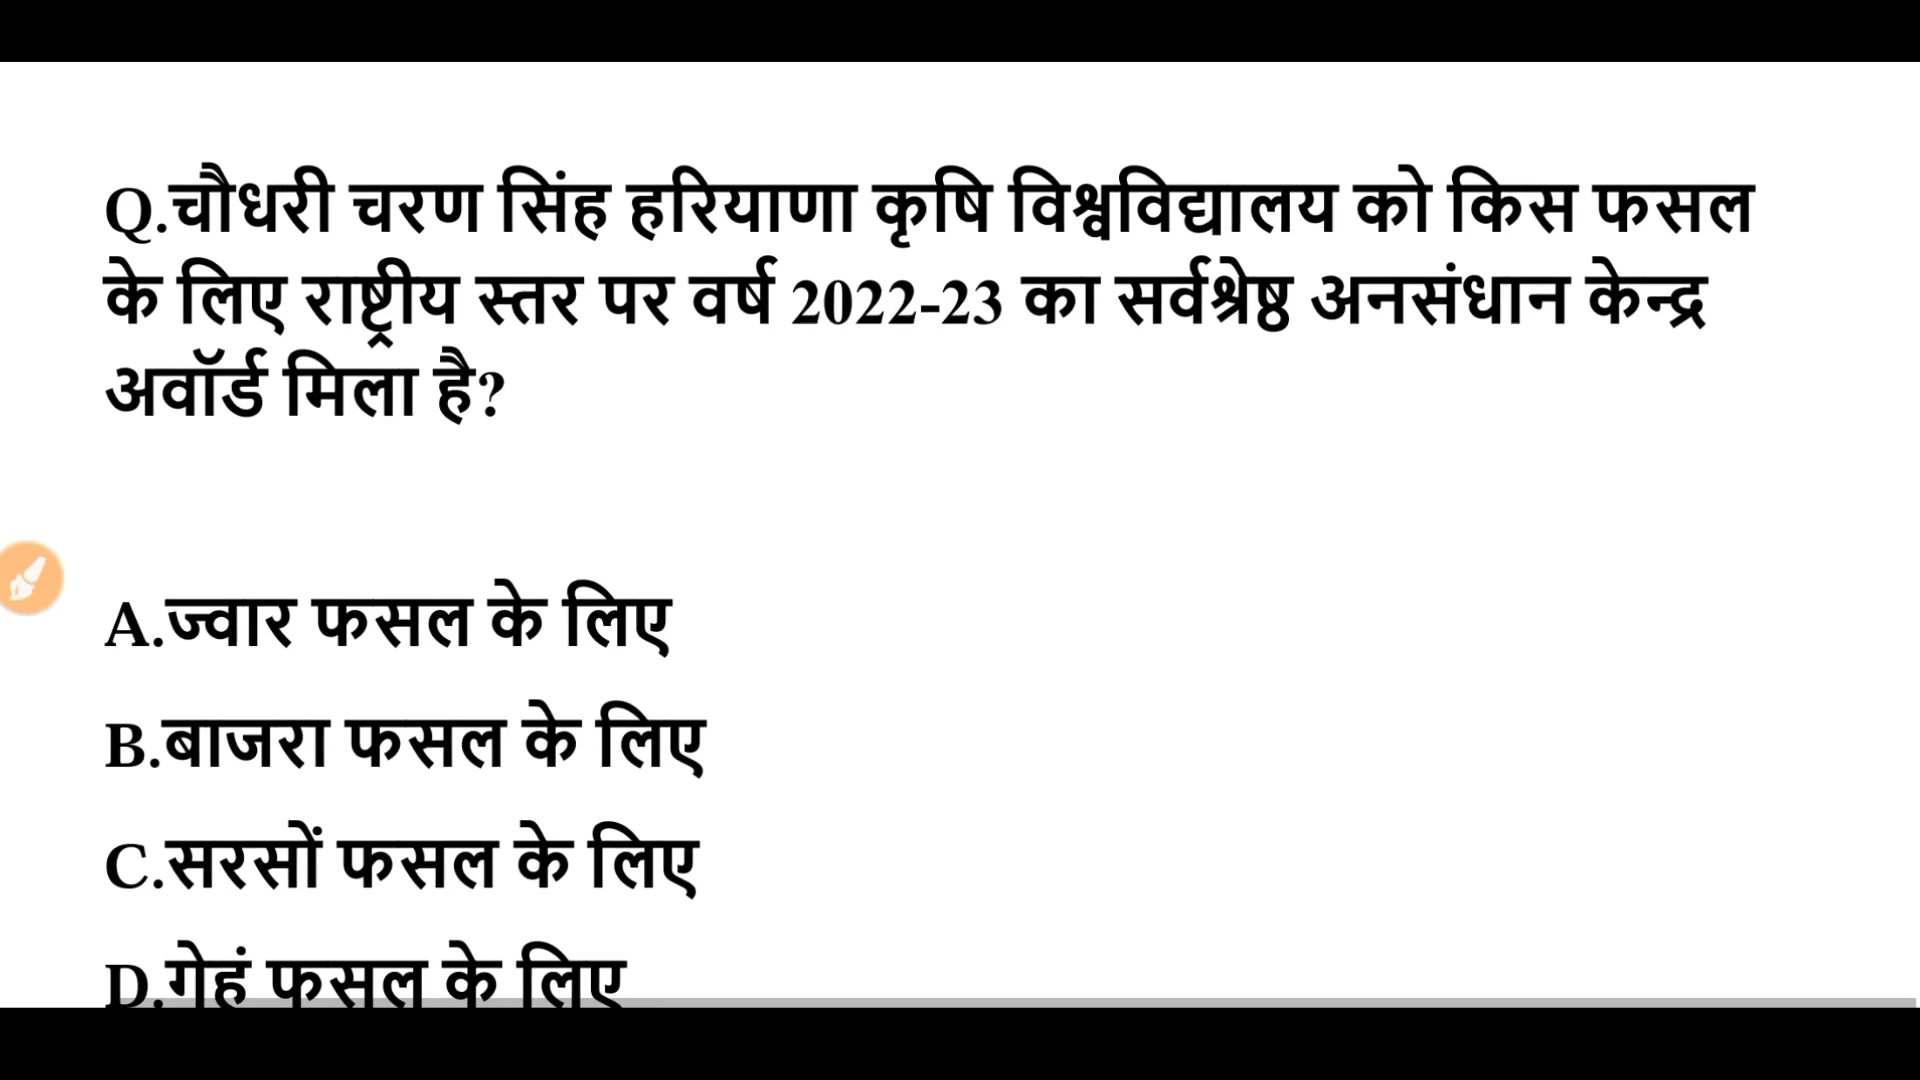 Q.चौधरी चरण सिंह हरियाणा कृषि विश्वविद्यालय को किस फसल
के लिए राष्ट्रीय स्तर पर वर्ष 2022-23 का सर्वश्रेष्ठ अनसंधान केन्द्र
अवॉर्ड मिला है?
A.ज्वार फसल के लिए
B.बाजरा फसल के लिए
C.सरसों फसल के लिए
D.गेहं फसल के लिए